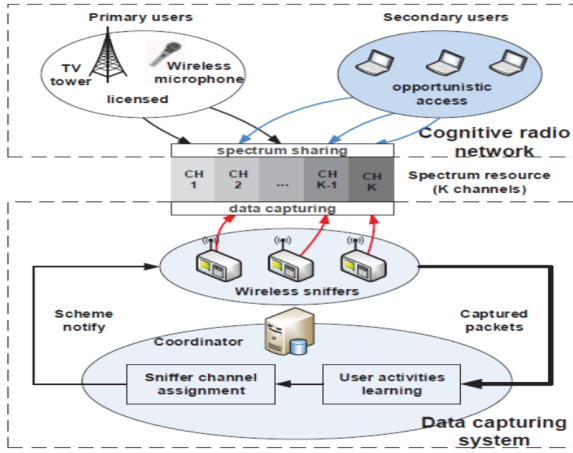 Primary users
Secondary users
TV
tower
Wireless
microphone
licensed
opportunistic
access
Cognitive radio
network
spectrum sharing
CH
1
CH
2
...
CH
K-1
CH
K
Spectrum resource
(K channels)
data capturing
Wireless sniffers
Scheme
notify
Coordinator
Captured
packets
Sniffer channel
assignment
User activities
learning
Data capturing
system